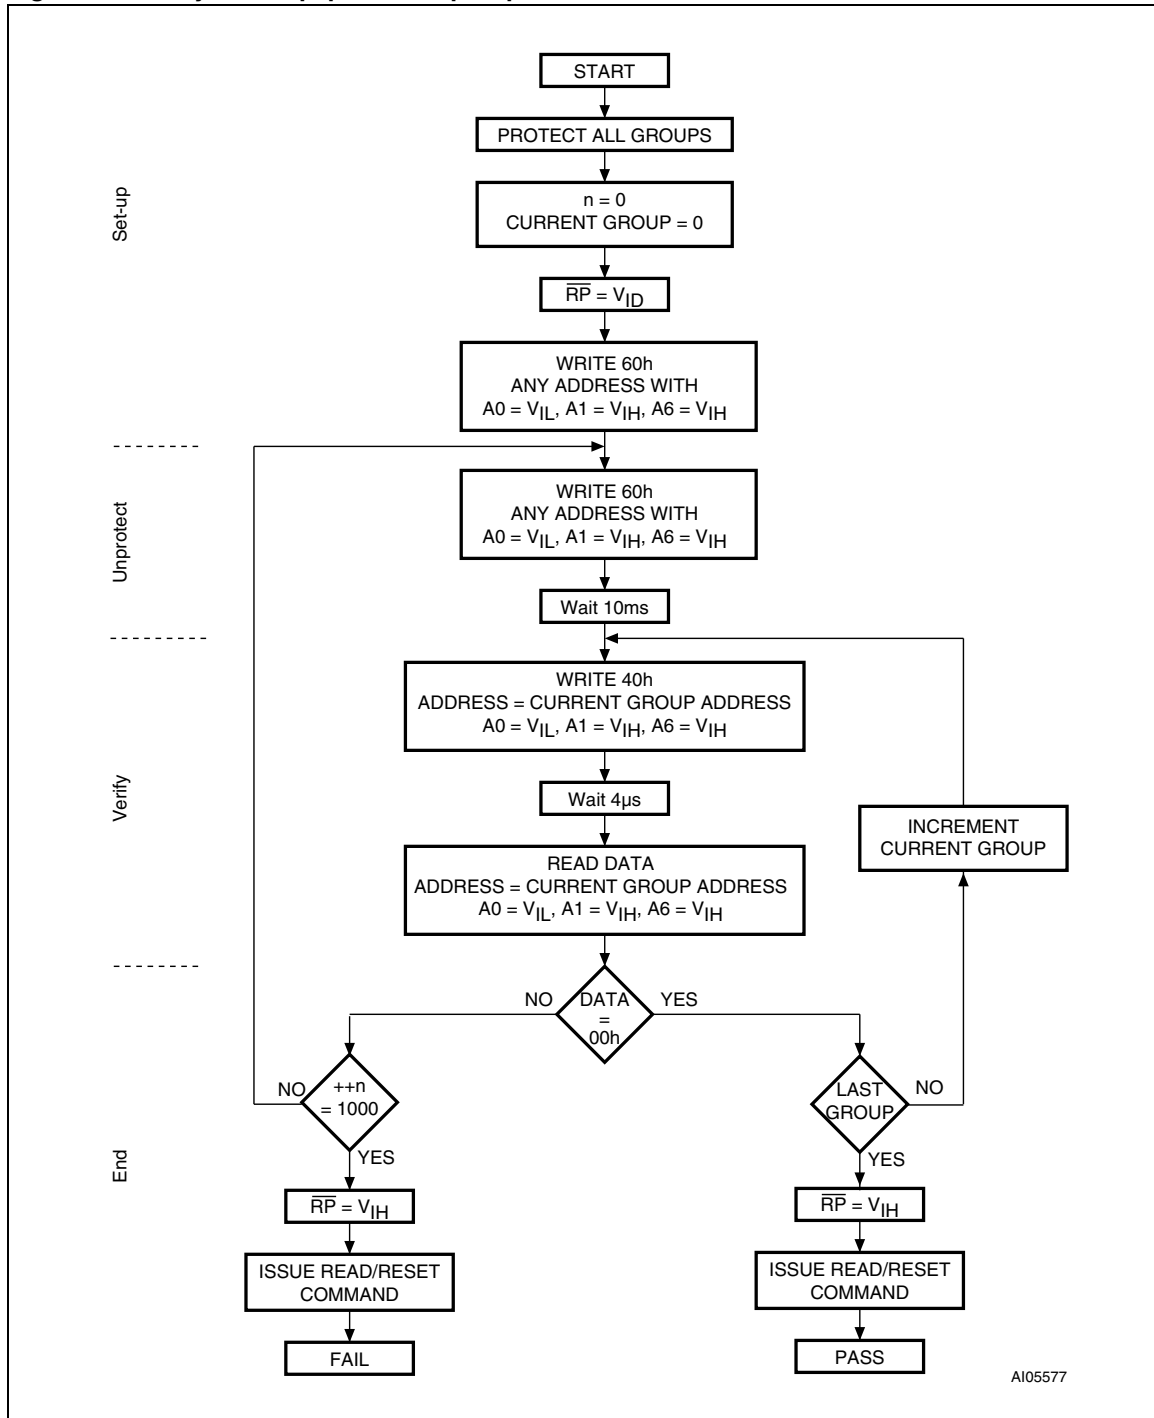 START
PROTECT ALL GROUPS
n = 0
CURRENT GROUP = 0
Set-up
RP = VID
WRITE 60h
ANY ADDRESS WITH
A0 = VIL, A1 = VIH, A6 = VIH
Unprotect
WRITE 60h
ANY ADDRESS WITH
A0 = VIL, A1 = VIH, A6 = VIH
Wait 10ms
Verify
WRITE 40h
ADDRESS = CURRENT GROUP ADDRESS
A0 = VIL, A1 = VIH, A6 = VIH
Wait 4µs
INCREMENT
CURRENT GROUP
READ DATA
ADDRESS = CURRENT GROUP ADDRESS
A0 = VIL, A1 = VIH, A6 = VIH
End
NO
DATA
=
00h
YES
NO
++n
= 1000
YES
LAST
GROUP
NO
YES
RP = VIH
RP = VIH
ISSUE READ/RESET
COMMAND
ISSUE READ/RESET
COMMAND
FAIL
PASS
AI05577